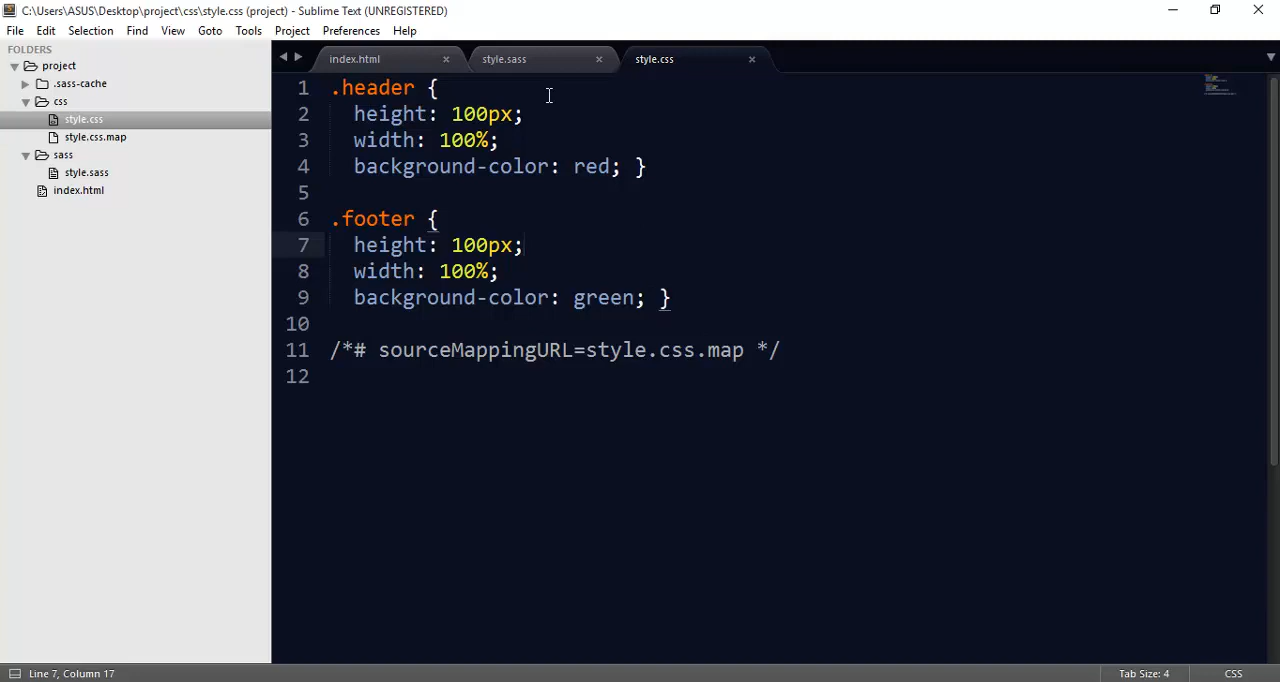 C:\Users\ASUS\Desktop\project\css\style.css (project) - Sublime Text (UNREGISTERED)
File Edit Selection Find View Goto Tools Project Preferences Help
FOLDERS
project
.sass-cache
css
style.css
style.css.map
sass
style.sass
index.html
index.html × style.sass × style.css ×
1 .header {
2 height: 100px;
3 width: 100%;
4 background-color: red; }
5
6 .footer {
7 height: 100px;
8 width: 100%;
9 background-color: green; }
10
11 /*# sourceMappingURL=style.css.map */
12
Line 7, Column 17 Tab Size: 4 CSS